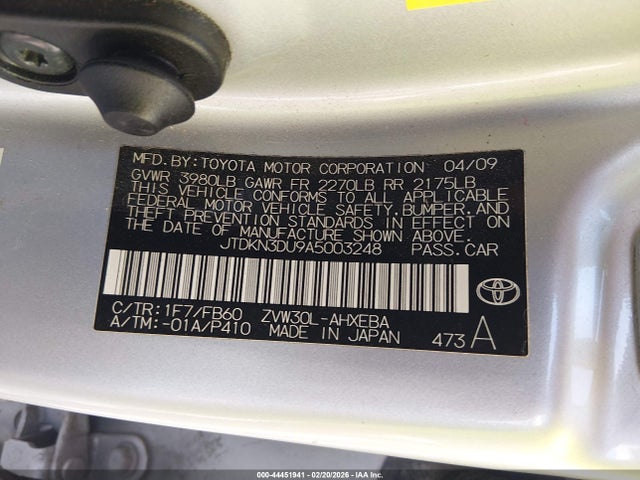 MFD. BY: TOYOTA MOTOR CORPORATION 04/09
GVWR 3980LB GAWR FR 2270LB RR 2175LB
THIS VEHICLE CONFORMS TO ALL APPLICABLE
FEDERAL MOTOR VEHICLE SAFETY, BUMPER, AND
THEFT PREVENTION STANDARDS IN EFFECT ON
THE DATE OF MANUFACTURE SHOWN ABOVE.
JTDKN3DU9A5003248 PASS. CAR
C/TR: 1F7/FB60 ZVW30L-AHXEBA
A/TM: -01A/P410 MADE IN JAPAN 473 A
000-44451941 - 02/20/2026 - IAA Inc.